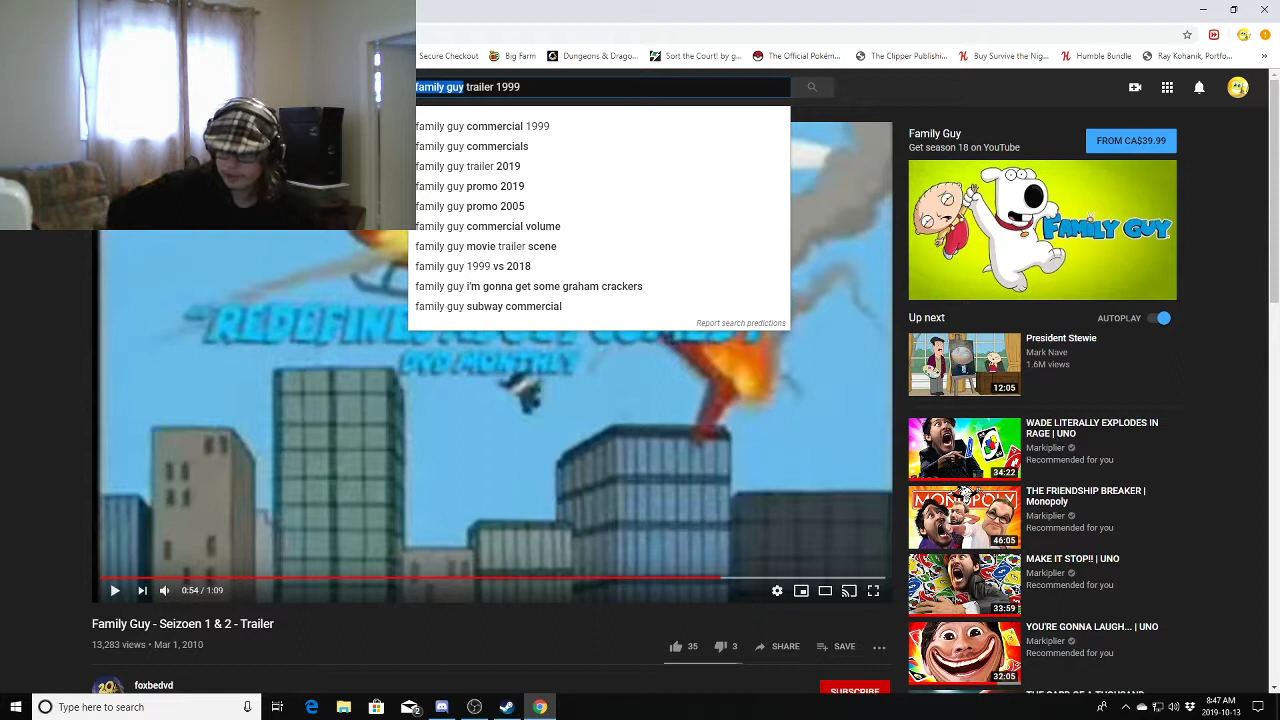 Secure Checkout
Big Farm
Dungeons & Drago...
Sort the Court! by g...
The Official Pokém...
The Clipper Publishi...
Buy Survive the Nig...
Humble Bundle
Ray Kohanik, Portfo...
family guy trailer 1999
family guy commercial 1999
family guy commercials
family guy trailer 2019
family guy promo 2019
family guy promo 2005
family guy commercial volume
family guy movie trailer scene
family guy 1999 vs 2018
family guy i'm gonna get some graham crackers
family guy subway commercial
Report search predictions
DVD MONTHLY
0:54 / 1:09
Family Guy - Seizoen 1 & 2 - Trailer
13,283 views • Mar 1, 2010
35
3
SHARE
SAVE
foxbedvd
SUBSCRIBE
Family Guy
Get season 18 on YouTube
FROM CA$39.99
FAMILY GUY
Up next
AUTOPLAY
President Stewie
Mark Nave
1.6M views
12:05
WADE LITERALLY EXPLODES IN
RAGE | UNO
Markiplier
Recommended for you
34:22
THE FRIENDSHIP BREAKER |
Monopoly
Markiplier
Recommended for you
MONOPOLY
46:05
MAKE IT STOP!! | UNO
Markiplier
Recommended for you
33:59
YOU'RE GONNA LAUGH... | UNO
Markiplier
Recommended for you
32:05
Type here to search
8:47 AM
2019-10-13